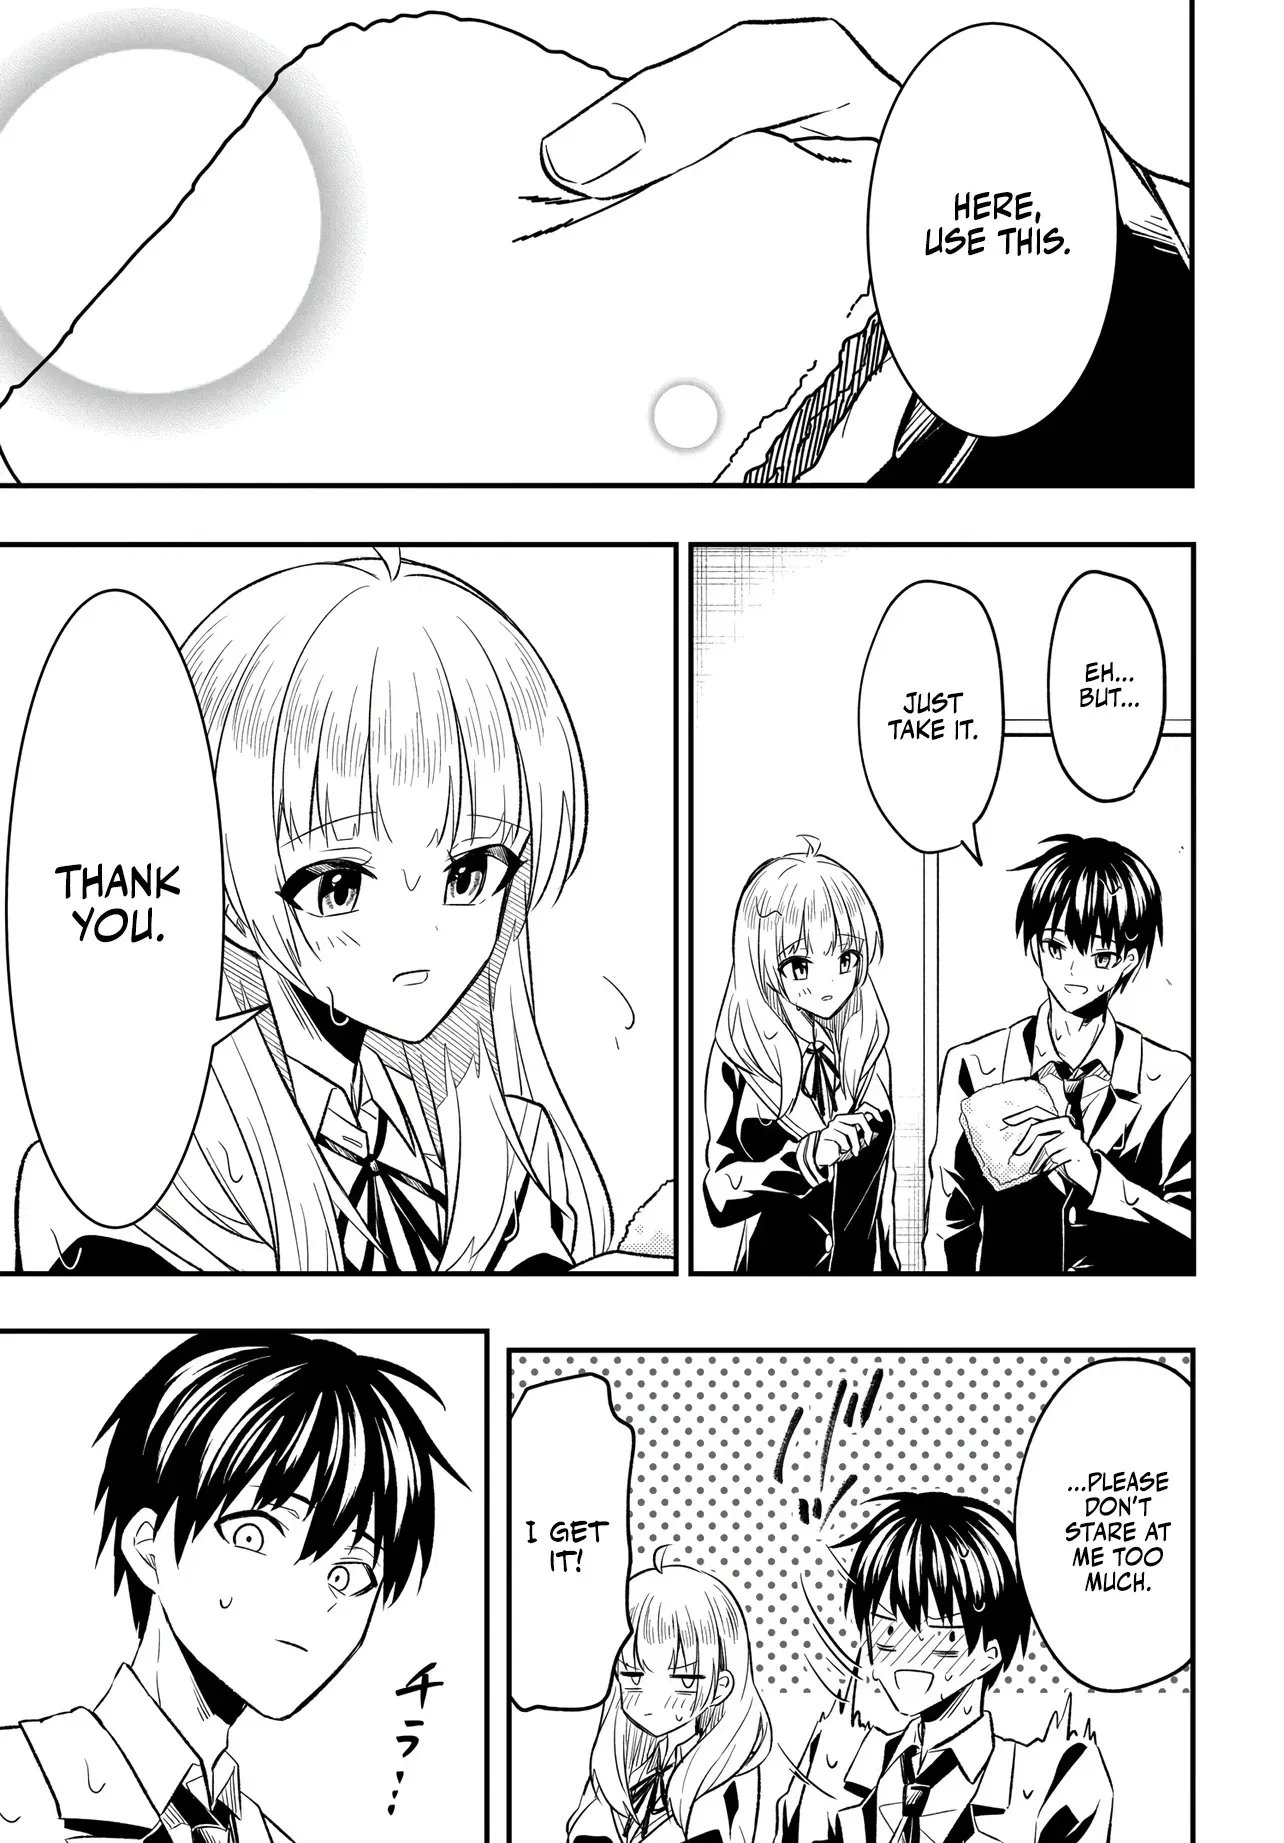 HERE,
USE THIS.
EH...
BUT...
JUST
TAKE IT.
THANK
YOU.
...PLEASE
DON'T
STARE AT
ME TOO
MUCH.
I GET
IT!
チラ...